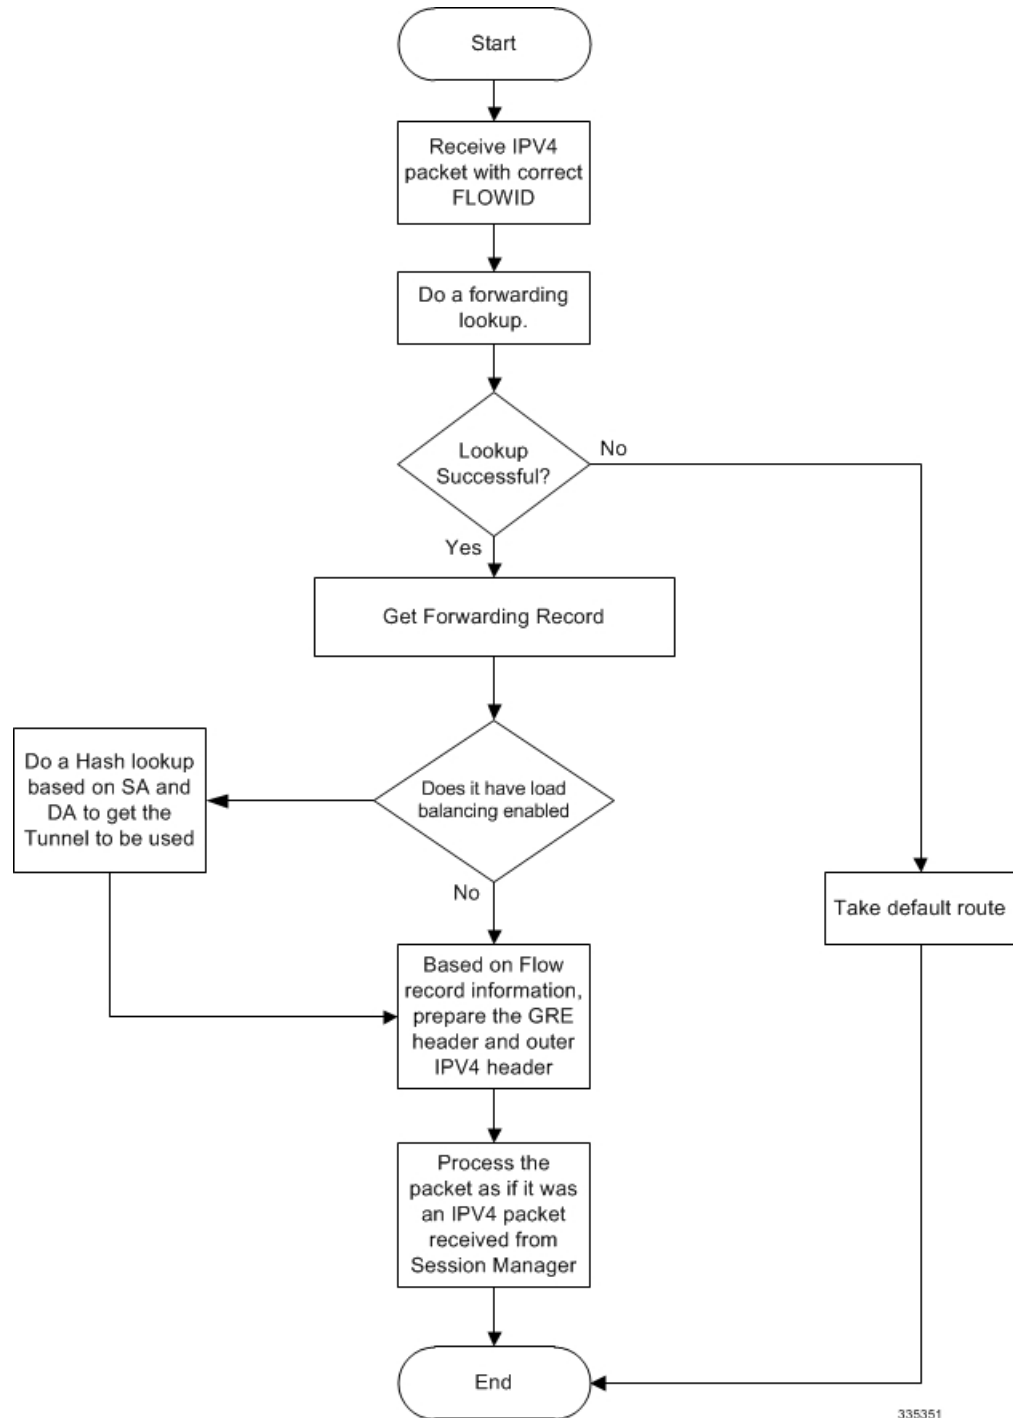 Start
Receive IPV4
packet with correct
FLOWID
Do a forwarding
lookup.
Lookup
Successful?
No
Yes
Get Forwarding Record
Does it have load
balancing enabled
Do a Hash lookup
based on SA and
DA to get the
Tunnel to be used
No
Take default route
Based on Flow
record information,
prepare the GRE
header and outer
IPV4 header
Process the
packet as if it was
an IPV4 packet
received from
Session Manager
End
335351